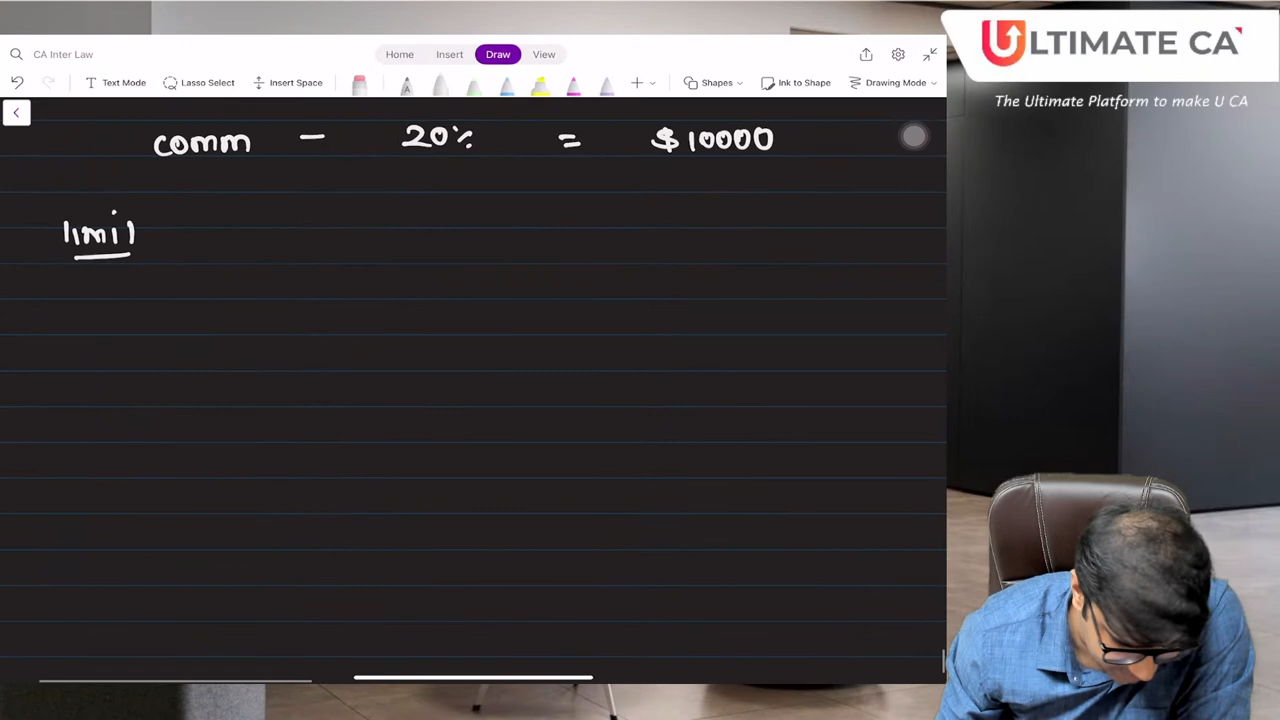 ULTIMATE CA
The Ultimate Platform to make U CA
CA Inter Law
Home Insert Draw View
Text Mode Lasso Select Insert Space Shapes Ink to Shape Drawing Mode
comm - 20% = $10000
limit